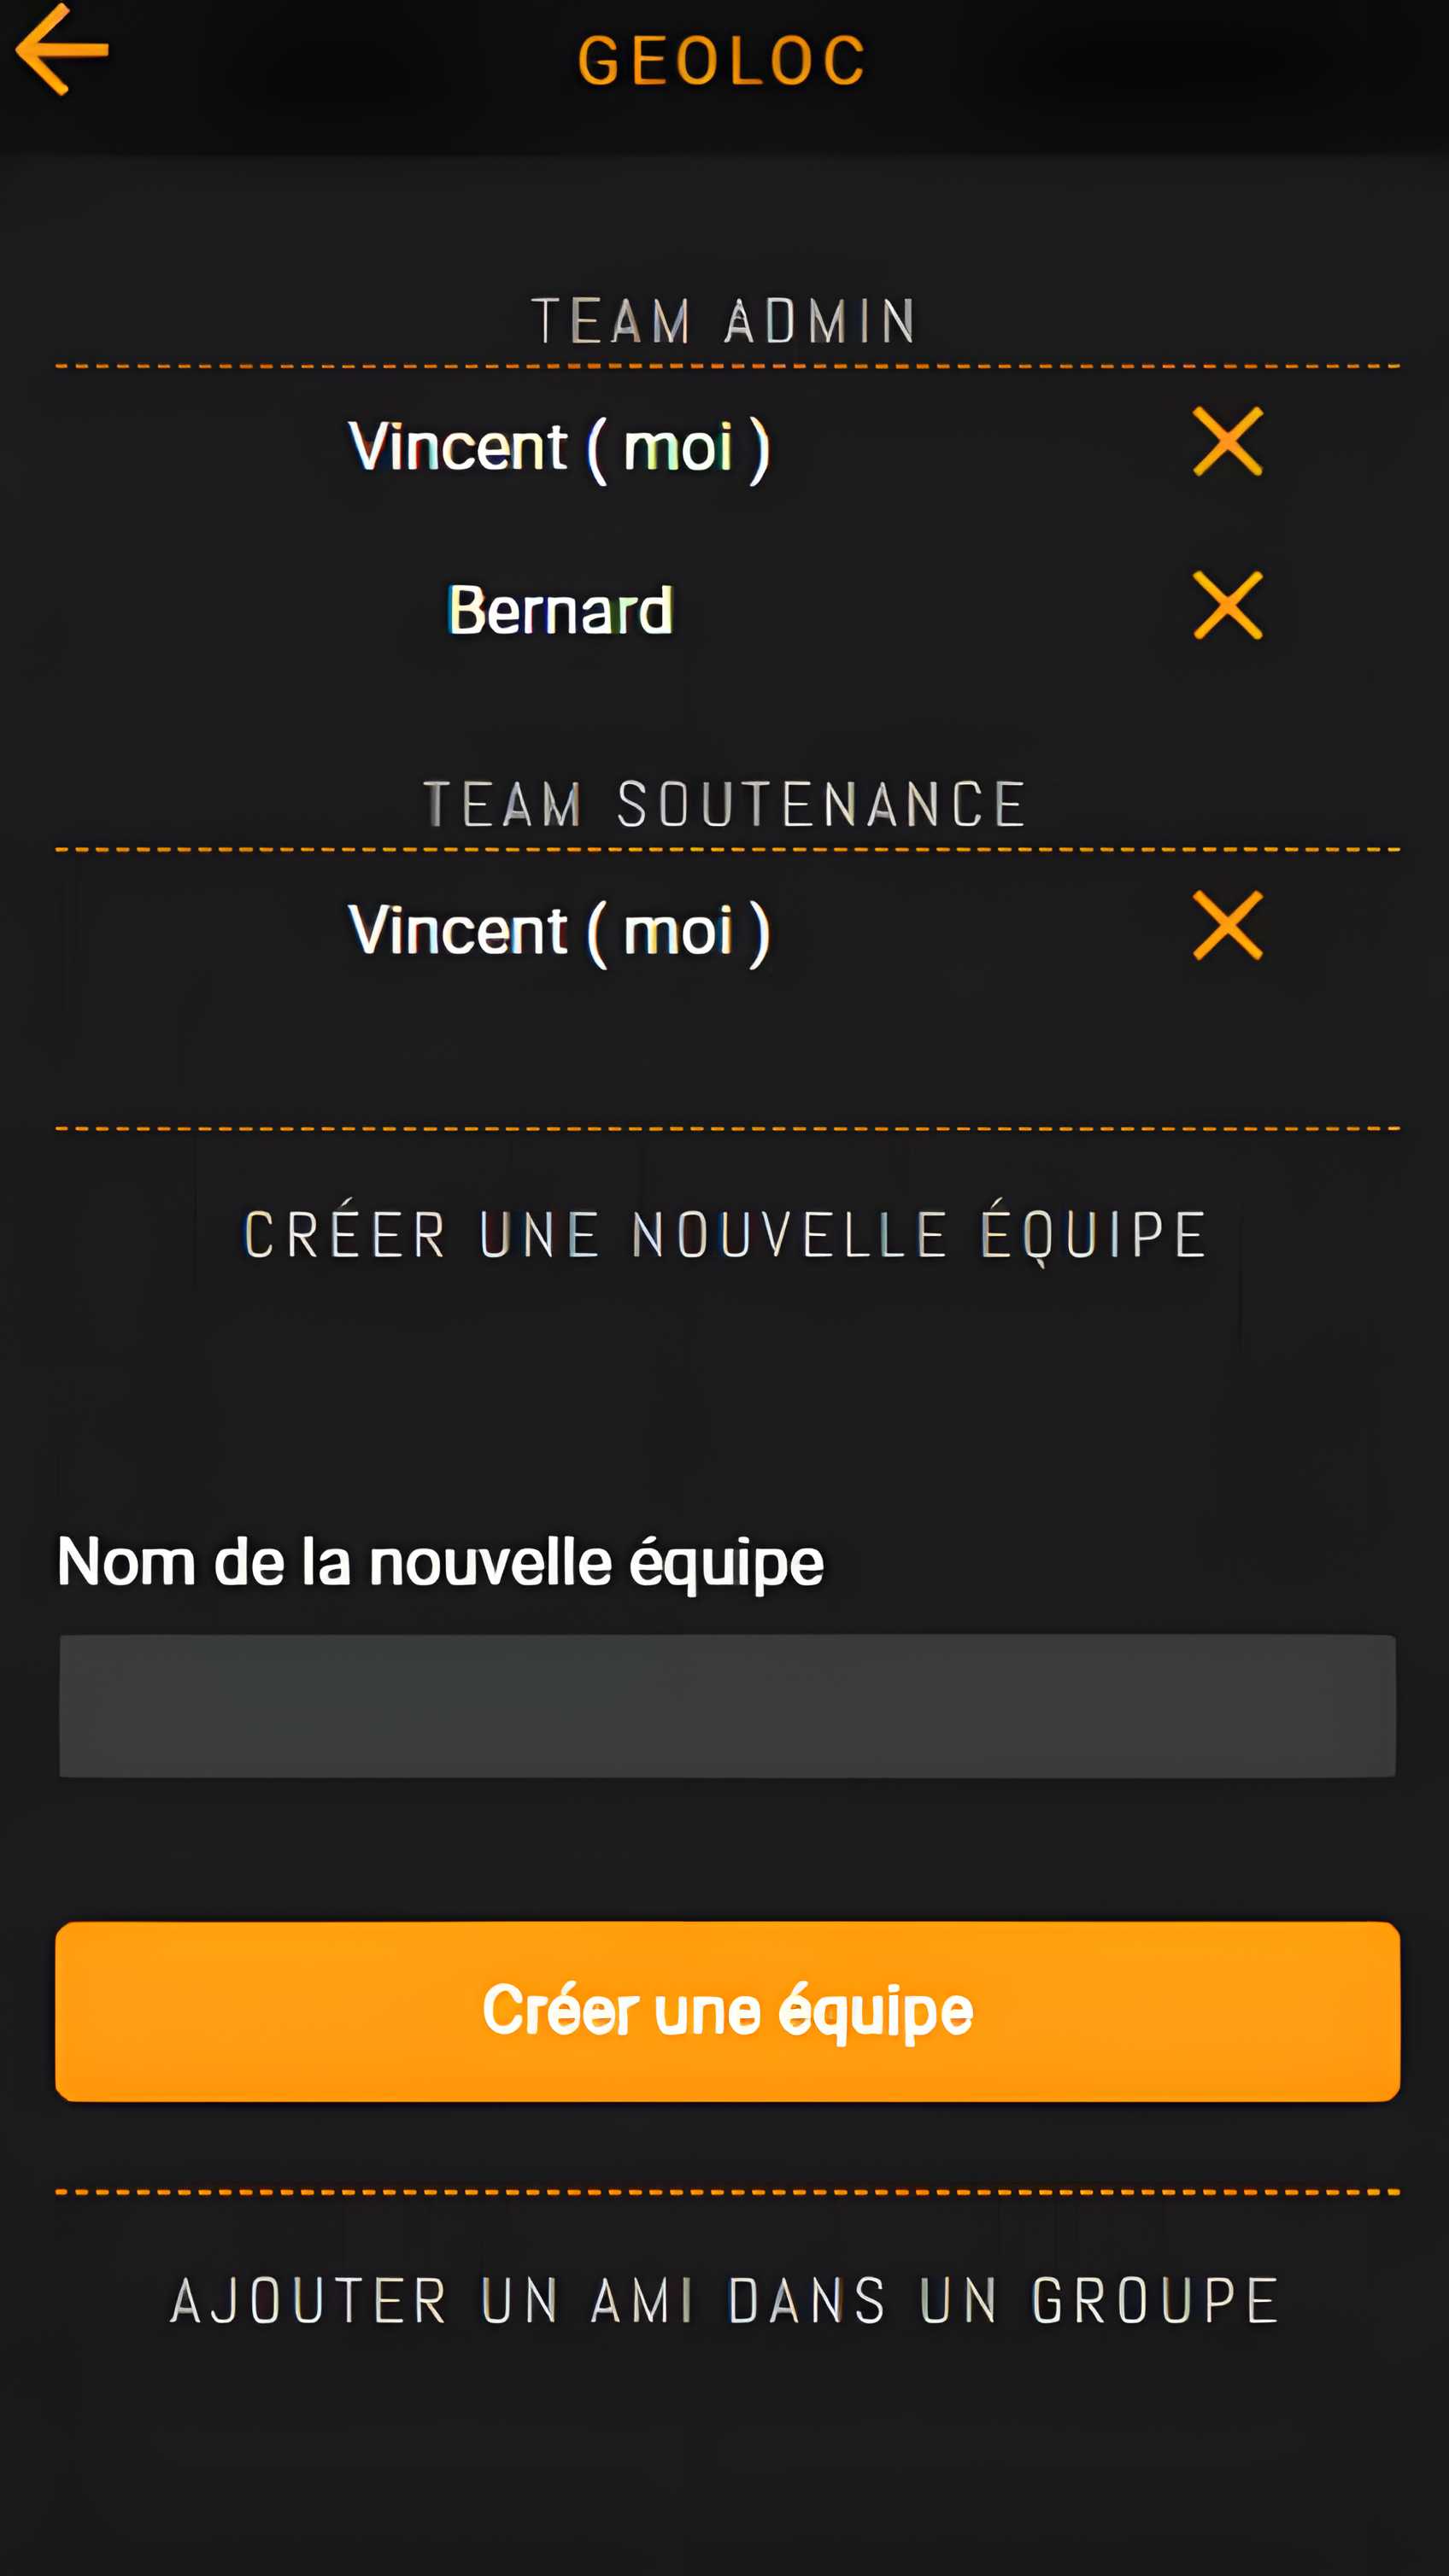 GEOLOC
TEAM ADMIN
Vincent ( moi )
Bernard
TEAM SOUTENANCE
Vincent ( moi )
CRÉER UNE NOUVELLE ÉQUIPE
Nom de la nouvelle équipe
Créer une équipe
AJOUTER UN AMI DANS UN GROUPE